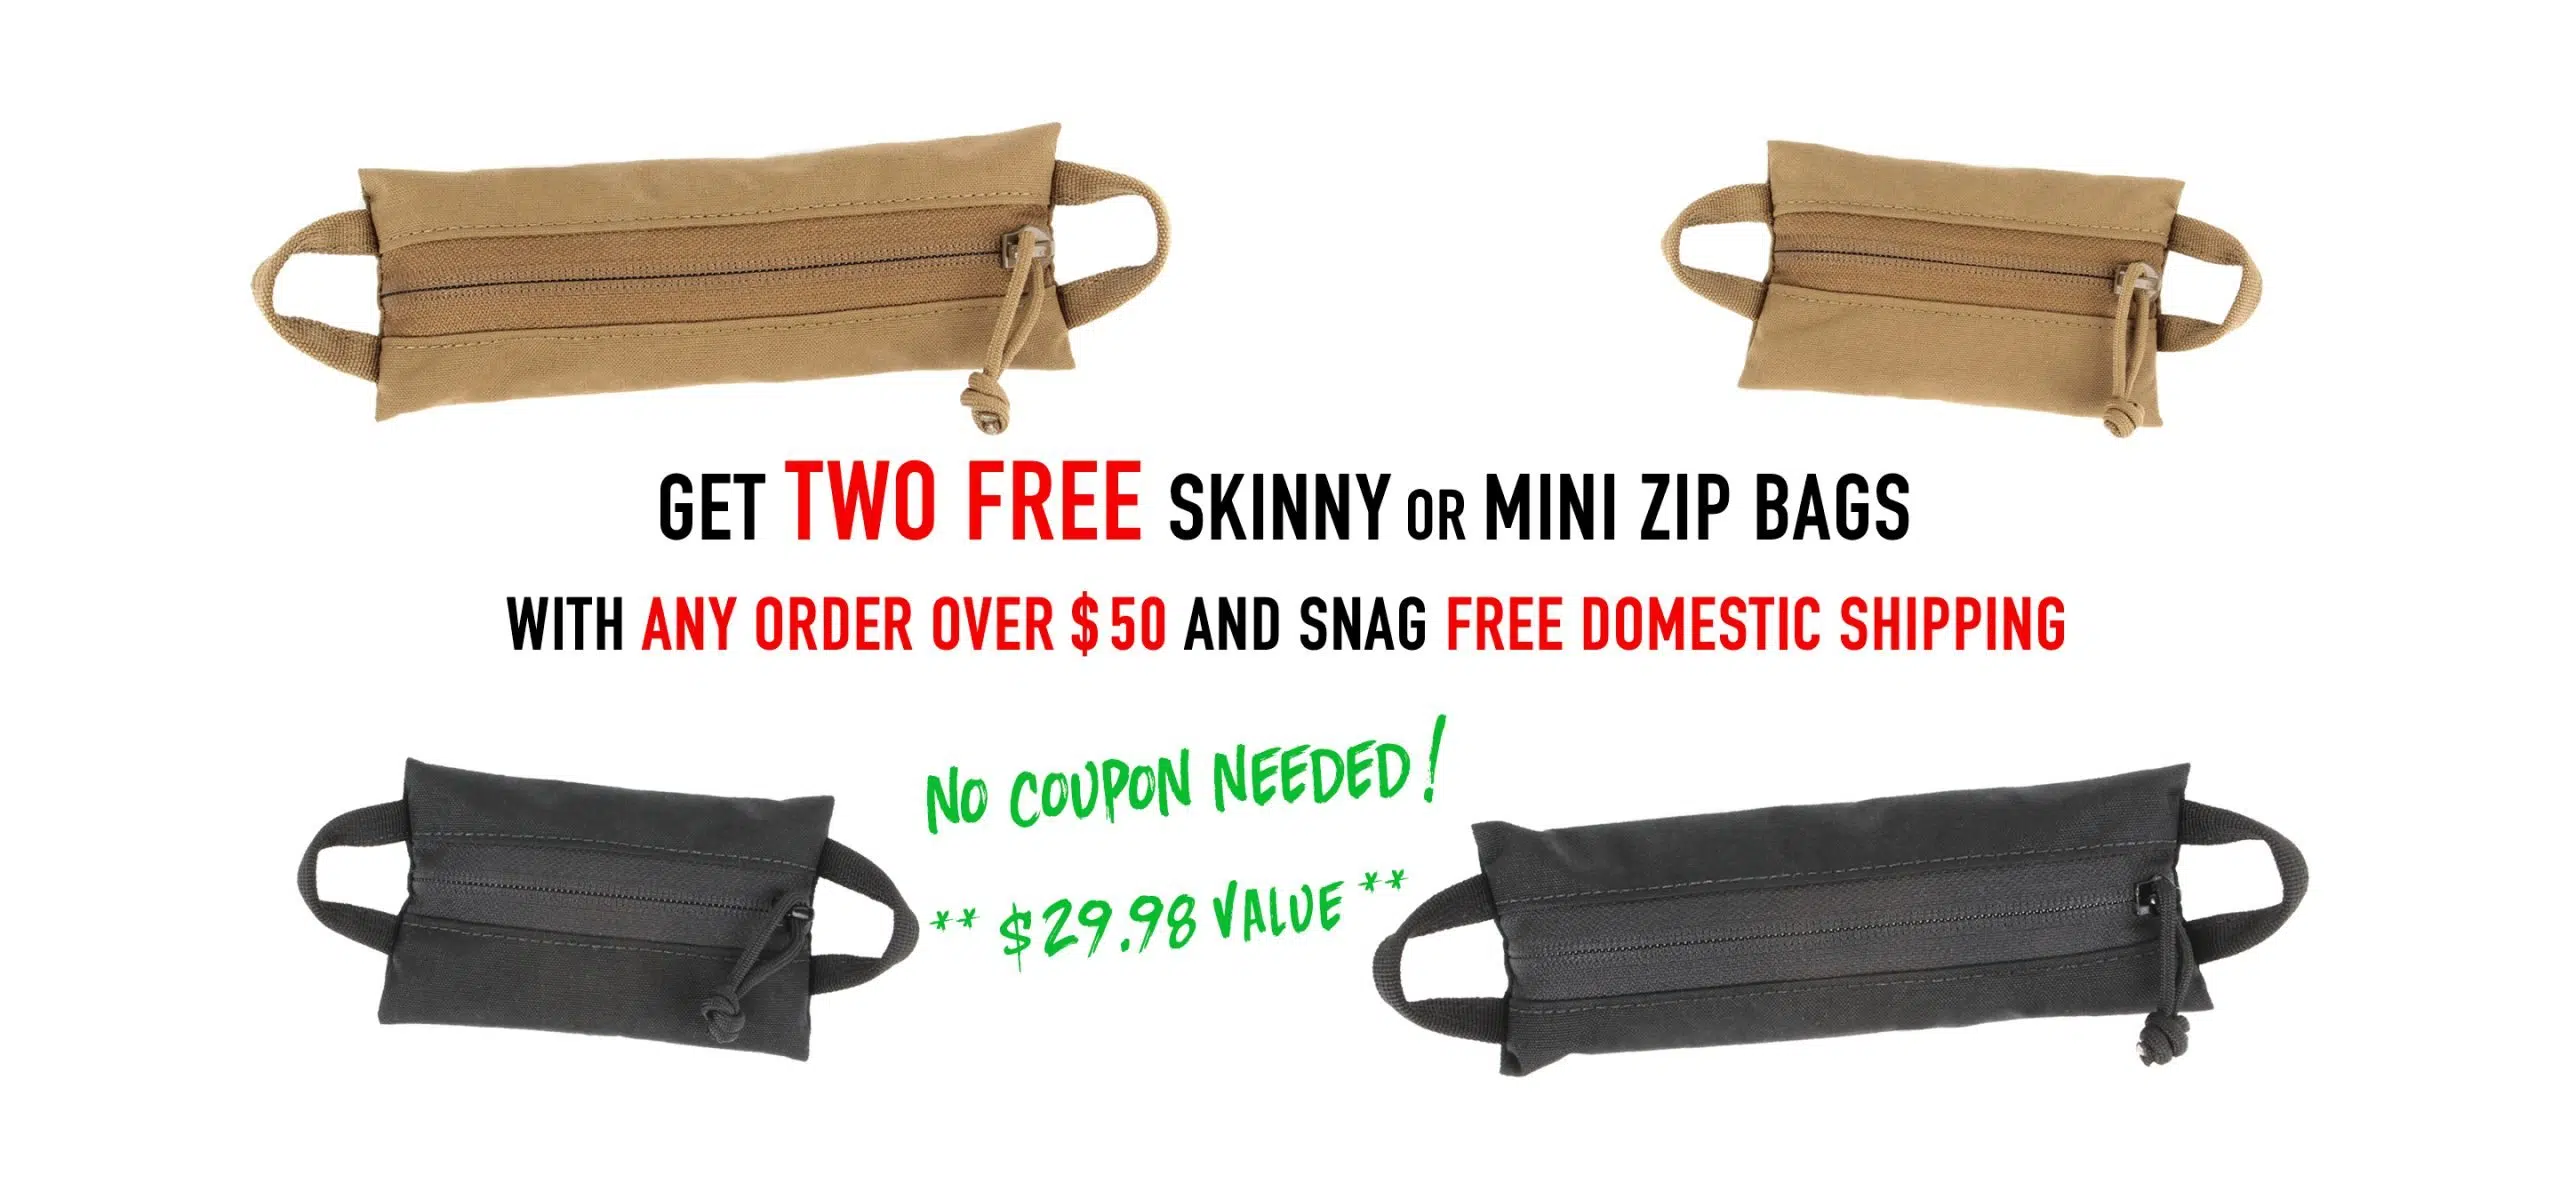 GET TWO FREE SKINNY OR MINI ZIP BAGS
WITH ANY ORDER OVER $50 AND SNAG FREE DOMESTIC SHIPPING
NO COUPON NEEDED!
** $29.98 VALUE **